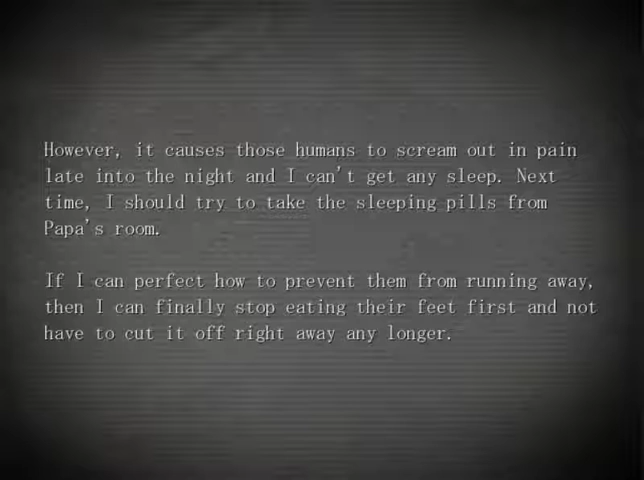 However, it causes those humans to scream out in pain
late into the night and I can't get any sleep. Next
time, I should try to take the sleeping pills from
Papa's room.
If I can perfect how to prevent them from running away,
then I can finally stop eating their feet first and not
have to cut it off right away any longer.